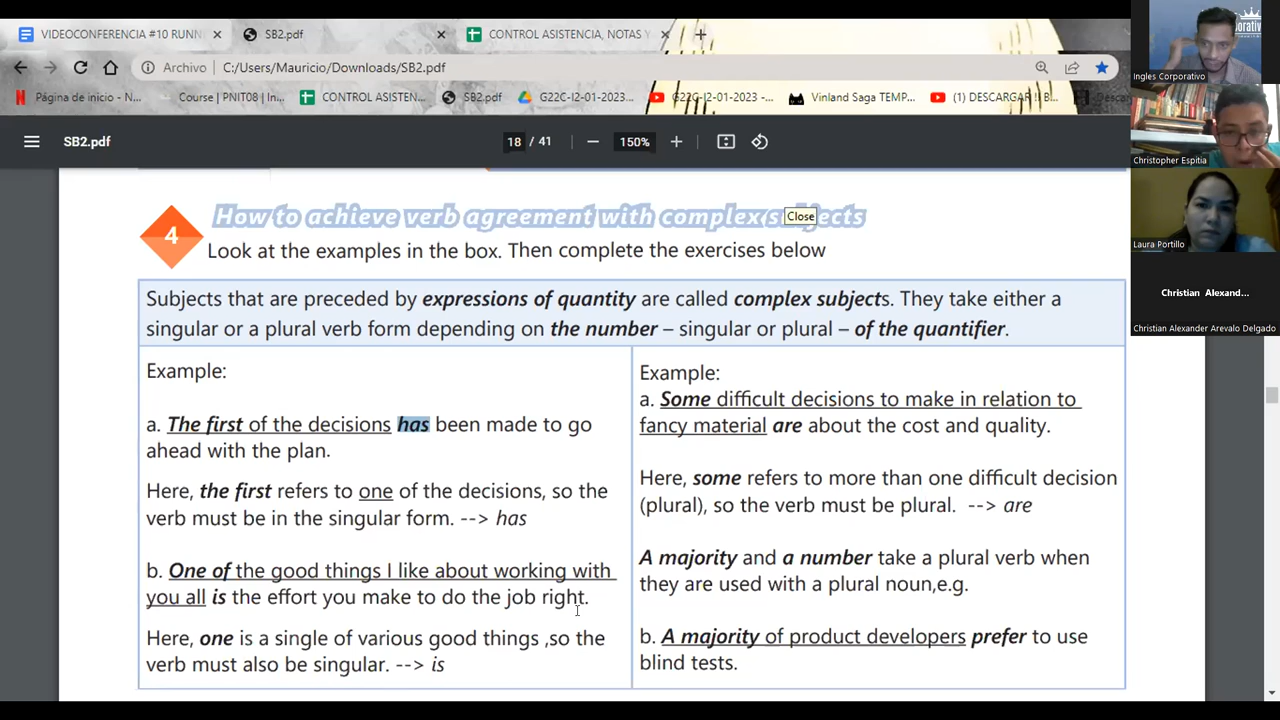 VIDEOCONFERENCIA #10 RUNN
SB2.pdf
CONTROL ASISTENCIA, NOTAS Y
Archivo
C:/Users/Mauricio/Downloads/SB2.pdf
Página de inicio - N...
Course | PNIT08 | In...
CONTROL ASISTEN...
SB2.pdf
G22C-I2-01-2023...
G22C-I2-01-2023 -...
Vinland Saga TEMP...
(1) DESCARGAR !! B...
SB2.pdf
18 / 41
150%
4
How to achieve verb agreement with complex subjects
Close
Look at the examples in the box. Then complete the exercises below
Subjects that are preceded by expressions of quantity are called complex subjects. They take either a
singular or a plural verb form depending on the number – singular or plural – of the quantifier.
Example:
a. The first of the decisions has been made to go
ahead with the plan.
Here, the first refers to one of the decisions, so the
verb must be in the singular form. --> has
b. One of the good things I like about working with
you all is the effort you make to do the job right.
Here, one is a single of various good things ,so the
verb must also be singular. --> is
Example:
a. Some difficult decisions to make in relation to
fancy material are about the cost and quality.
Here, some refers to more than one difficult decision
(plural), so the verb must be plural. --> are
A majority and a number take a plural verb when
they are used with a plural noun,e.g.
b. A majority of product developers prefer to use
blind tests.
Ingles Corporativo
Christopher Espitia
Laura Portillo
Christian Alexand...
Christian Alexander Arevalo Delgado